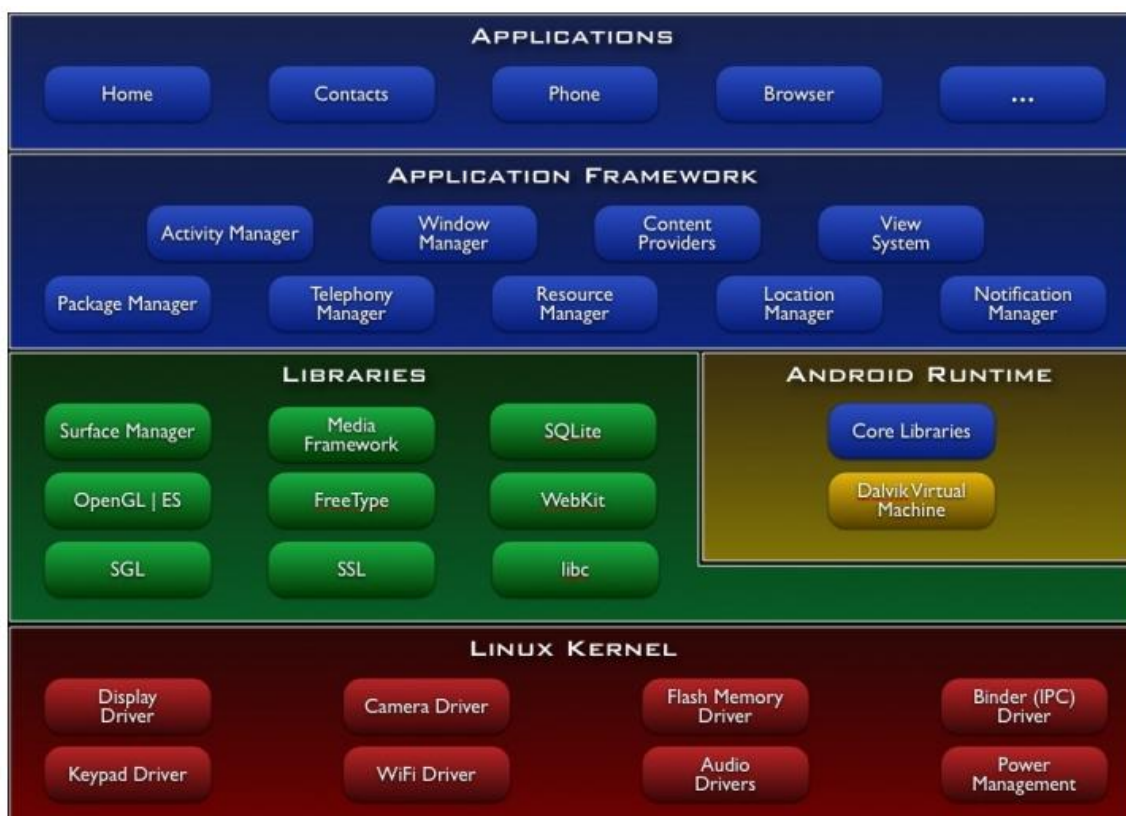 APPLICATIONS
Home
Contacts
Phone
Browser
...
APPLICATION FRAMEWORK
Activity Manager
Window
Manager
Content
Providers
View
System
Package Manager
Telephony
Manager
Resource
Manager
Location
Manager
Notification
Manager
LIBRARIES
Surface Manager
Media
Framework
SQLite
OpenGL | ES
FreeType
WebKit
SGL
SSL
libc
ANDROID RUNTIME
Core Libraries
Dalvik Virtual
Machine
LINUX KERNEL
Display
Driver
Camera Driver
Flash Memory
Driver
Binder (IPC)
Driver
Keypad Driver
WiFi Driver
Audio
Drivers
Power
Management